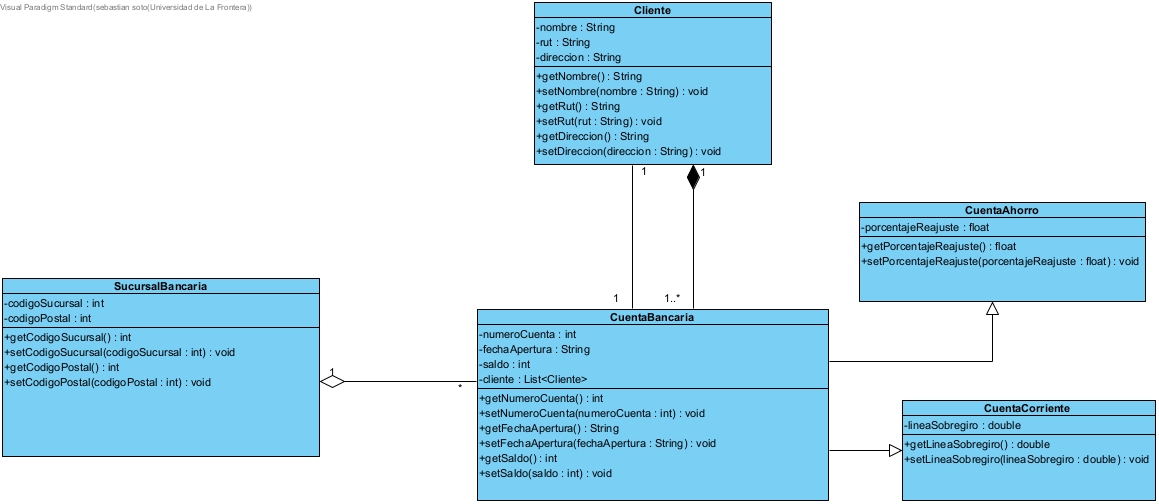 Visual Paradigm Standard(sebastian soto(Universidad de La Frontera))
Cliente
-nombre : String
-rut : String
-direccion : String
+getNombre() : String
+setNombre(nombre : String) : void
+getRut() : String
+setRut(rut : String) : void
+getDireccion() : String
+setDireccion(direccion : String) : void
1
1
1
1..*
CuentaAhorro
-porcentajeReajuste : float
+getPorcentajeReajuste() : float
+setPorcentajeReajuste(porcentajeReajuste : float) : void
SucursalBancaria
-codigoSucursal : int
-codigoPostal : int
+getCodigoSucursal() : int
+setCodigoSucursal(codigoSucursal : int) : void
+getCodigoPostal() : int
+setCodigoPostal(codigoPostal : int) : void
1
*
CuentaBancaria
-numeroCuenta : int
-fechaApertura : String
-saldo : int
-cliente : List<Cliente>
+getNumeroCuenta() : int
+setNumeroCuenta(numeroCuenta : int) : void
+getFechaApertura() : String
+setFechaApertura(fechaApertura : String) : void
+getSaldo() : int
+setSaldo(saldo : int) : void
CuentaCorriente
-lineaSobregiro : double
+getLineaSobregiro() : double
+setLineaSobregiro(lineaSobregiro : double) : void